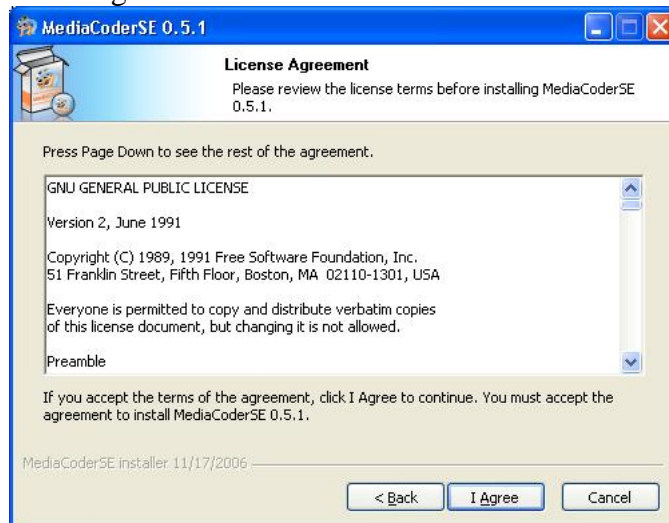 MediaCoderSE 0.5.1
License Agreement
Please review the license terms before installing MediaCoderSE
0.5.1.
Press Page Down to see the rest of the agreement.
GNU GENERAL PUBLIC LICENSE
Version 2, June 1991
Copyright (C) 1989, 1991 Free Software Foundation, Inc.
51 Franklin Street, Fifth Floor, Boston, MA  02110-1301, USA
Everyone is permitted to copy and distribute verbatim copies
of this license document, but changing it is not allowed.
Preamble
If you accept the terms of the agreement, click I Agree to continue. You must accept the
agreement to install MediaCoderSE 0.5.1.
MediaCoderSE installer 11/17/2006
< Back
I Agree
Cancel